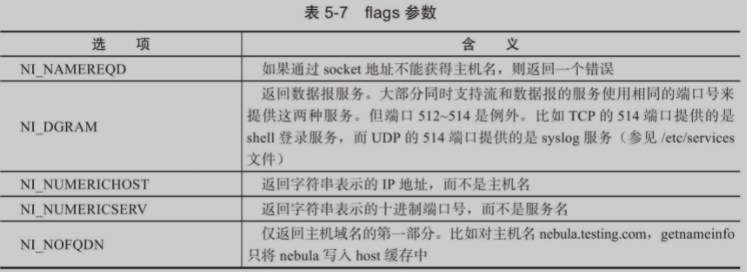 表 5-7 flags 参数
选 项 含 义
NI_NAMEREQD 如果通过 socket 地址不能获得主机名，则返回一个错误
返回数据报服务。大部分同时支持流和数据报的服务使用相同的端口号来
提供这两种服务。但端口 512~514 是例外。比如 TCP 的 514 端口提供的是
NI_DGRAM
shell 登录服务，而 UDP 的 514 端口提供的是 syslog 服务（参见 /etc/services
文件）
NI_NUMERICHOST 返回字符串表示的 IP 地址，而不是主机名
NI_NUMERICSERV 返回字符串表示的十进制端口号，而不是服务名
仅返回主机域名的第一部分。比如对主机名 nebula.testing.com，getnameinfo
NI_NOFQDN
只将 nebula 写入 host 缓存中